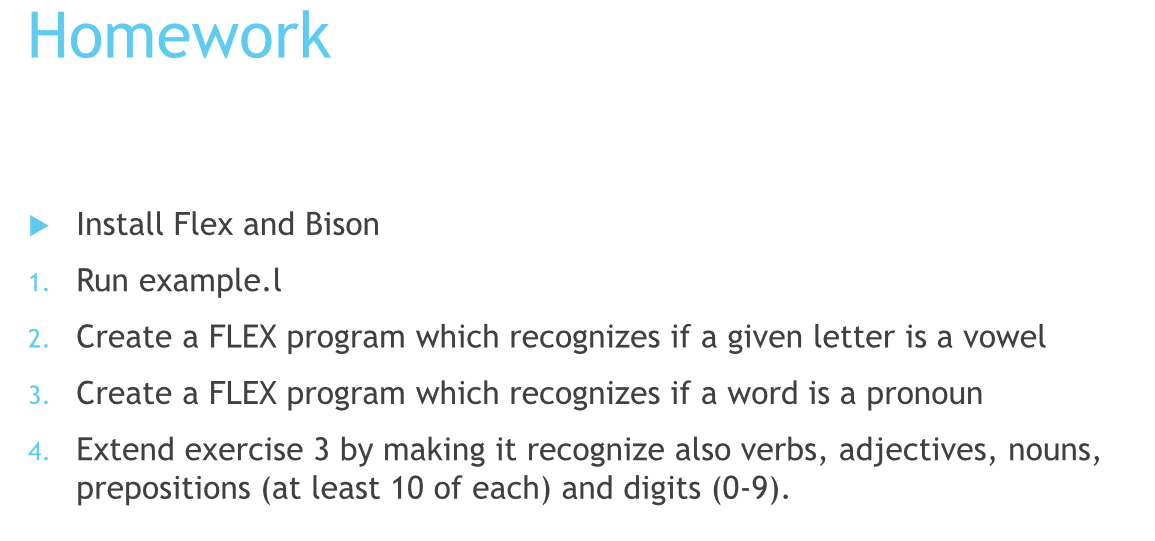 Homework
Install Flex and Bison
1. Run example.l
2. Create a FLEX program which recognizes if a given letter is a vowel
3. Create a FLEX program which recognizes if a word is a pronoun
4. Extend exercise 3 by making it recognize also verbs, adjectives, nouns,
prepositions (at least 10 of each) and digits (0-9).